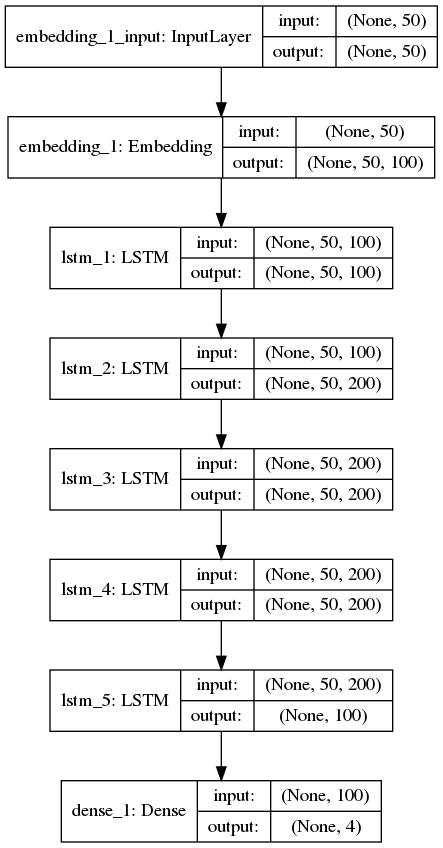 embedding_1_input: InputLayer input: (None, 50)
output: (None, 50)
embedding_1: Embedding input: (None, 50)
output: (None, 50, 100)
lstm_1: LSTM input: (None, 50, 100)
output: (None, 50, 100)
lstm_2: LSTM input: (None, 50, 100)
output: (None, 50, 200)
lstm_3: LSTM input: (None, 50, 200)
output: (None, 50, 200)
lstm_4: LSTM input: (None, 50, 200)
output: (None, 50, 200)
lstm_5: LSTM input: (None, 50, 200)
output: (None, 100)
dense_1: Dense input: (None, 100)
output: (None, 4)